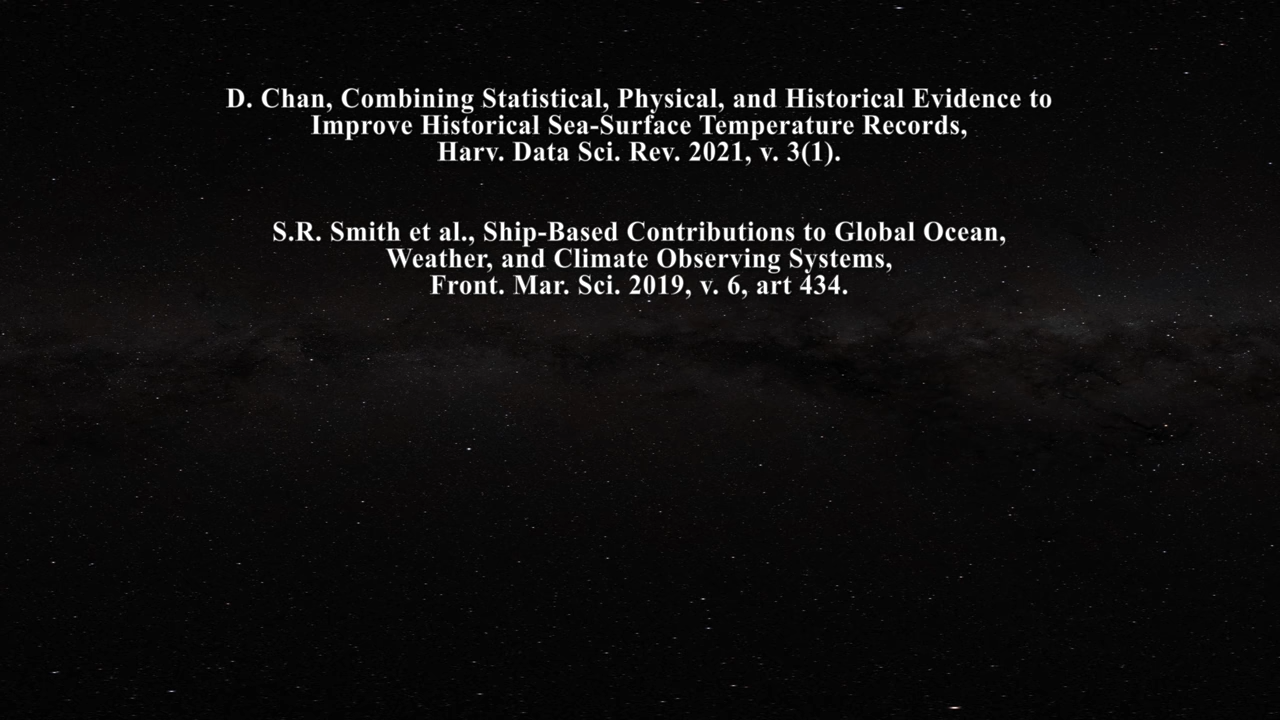 D. Chan, Combining Statistical, Physical, and Historical Evidence to
Improve Historical Sea-Surface Temperature Records,
Harv. Data Sci. Rev. 2021, v. 3(1).
S.R. Smith et al., Ship-Based Contributions to Global Ocean,
Weather, and Climate Observing Systems,
Front. Mar. Sci. 2019, v. 6, art 434.